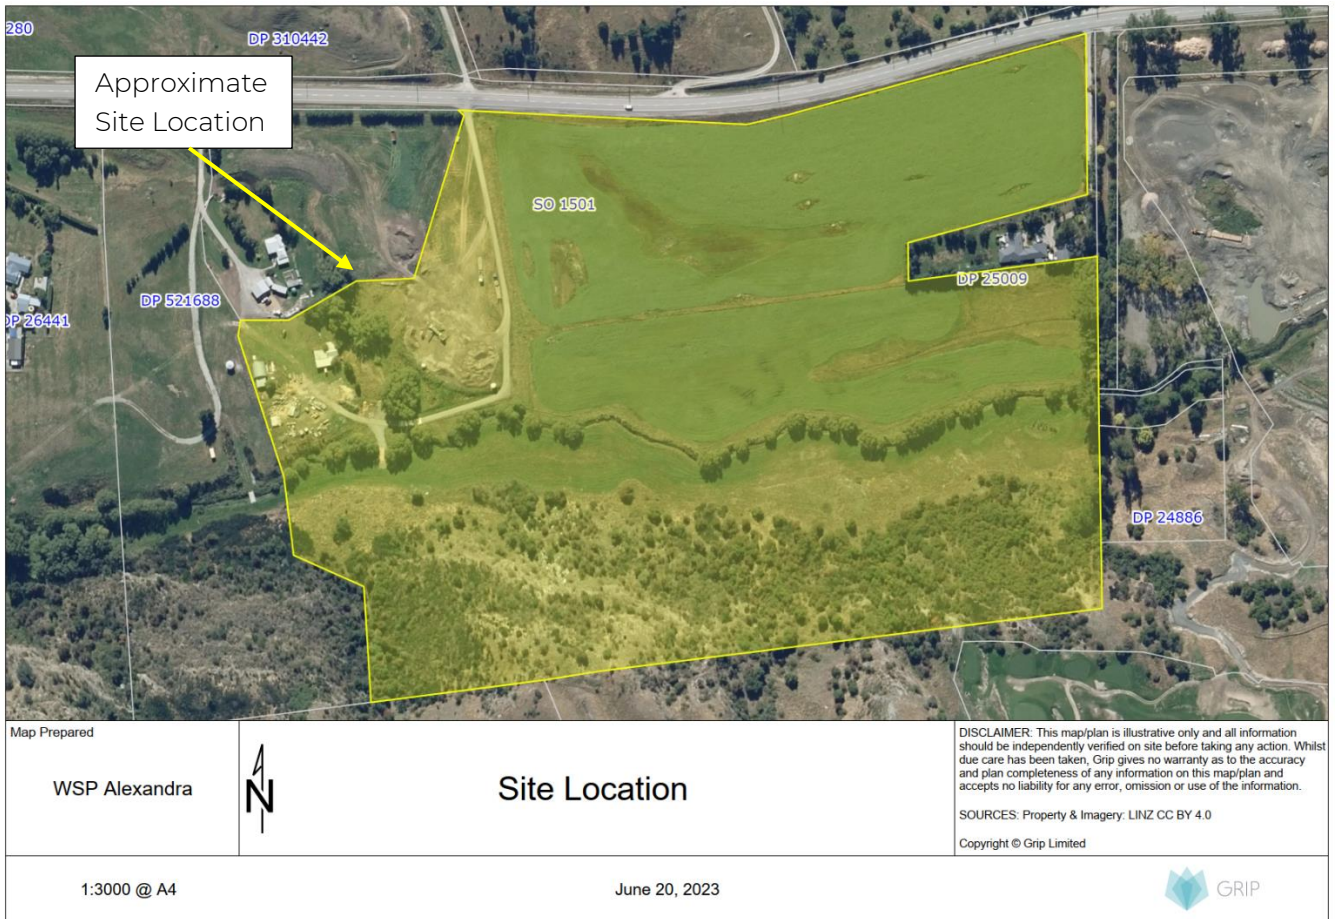 280
DP 310442
Approximate
Site Location
SO 1501
DP 25009
DP 521688
DP 26441
DP 24886
Map Prepared
WSP Alexandra
N
Site Location
DISCLAIMER: This map/plan is illustrative only and all information
should be independently verified on site before taking any action. Whilst
due care has been taken, Grip gives no warranty as to the accuracy
and plan completeness of any information on this map/plan and
accepts no liability for any error, omission or use of the information.
SOURCES: Property & Imagery: LINZ CC BY 4.0
Copyright © Grip Limited
1:3000 @ A4
June 20, 2023
GRIP